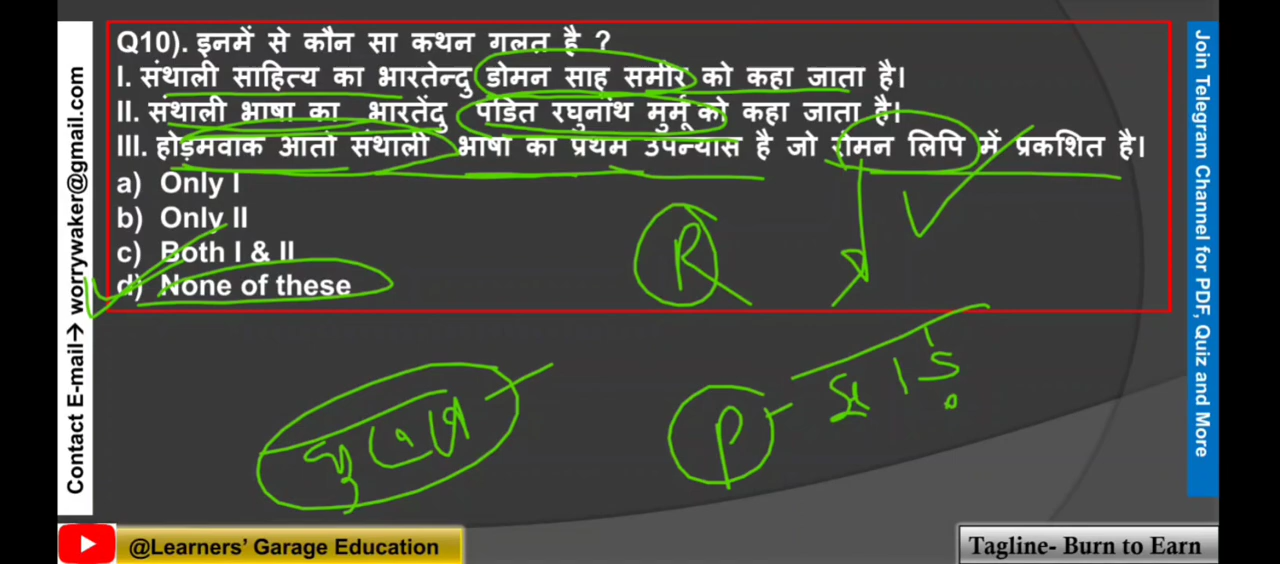 Q10). इनमें से कौन सा कथन गलत है ?
I. संथाली साहित्य का भारतेन्दु डोमन साहू समीर को कहा जाता है।
II. संथाली भाषा का भारतेंदु पंडित रघुनाथ मुर्मू को कहा जाता है।
III. होड़मवाक आतो संथाली भाषा का प्रथम उपन्यास है जो रोमन लिपि में प्रकशित है।
a) Only I
b) Only II
c) Both I & II
d) None of these
R
P
Contact E-mail→ worrywaker@gmail.com
Join Telegram Channel for PDF, Quiz and More
@Learners' Garage Education
Tagline- Burn to Earn